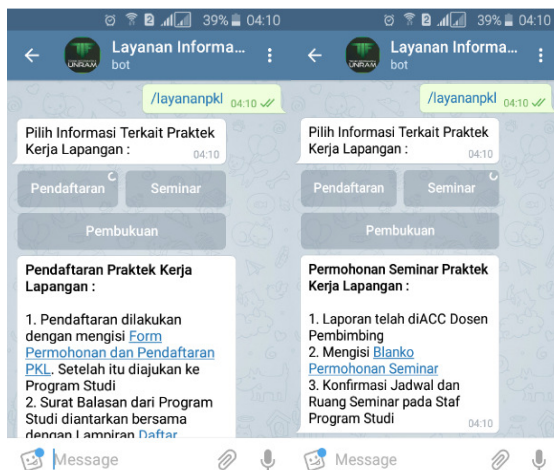 39% 04:10
Layanan Informa...
bot
UNRAM
/layananpkl 04:10
Pilih Informasi Terkait Praktek
Kerja Lapangan :
04:10
Pendaftaran
Seminar
Pembukuan
Pendaftaran Praktek Kerja
Lapangan :
1. Pendaftaran dilakukan
dengan mengisi Form
Permohonan dan Pendaftaran
PKL. Setelah itu diajukan ke
Program Studi
2. Surat Balasan dari Program
Studi diantarkan bersama
dengan Lampiran Daftar
Message
39% 04:10
Layanan Informa...
bot
UNRAM
/layananpkl 04:10
Pilih Informasi Terkait Praktek
Kerja Lapangan :
04:10
Pendaftaran
Seminar
Pembukuan
Permohonan Seminar Praktek
Kerja Lapangan :
1. Laporan telah diACC Dosen
Pembimbing
2. Mengisi Blanko
Permohonan Seminar
3. Konfirmasi Jadwal dan
Ruang Seminar pada Staf
Program Studi
04:10
Message